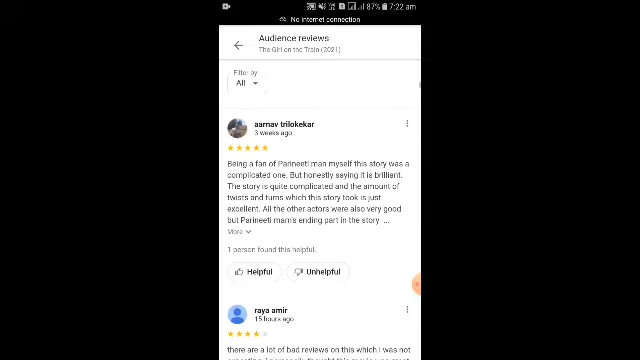 87% 7:22 am
No internet connection
Audience reviews
The Girl on the Train (2021)
Filter by
All
aarnav trilokekar
3 weeks ago
Being a fan of Parineeti mam myself this story was a
complicated one. But honestly saying it is brilliant.
The story is quite complicated and the amount of
twists and turns which this story took is just
excellent. All the other actors were also very good
but Parineeti mam's ending part in the story ...
More
1 person found this helpful.
Helpful Unhelpful
raya amir
15 hours ago
there are a lot of bad reviews on this which i was not